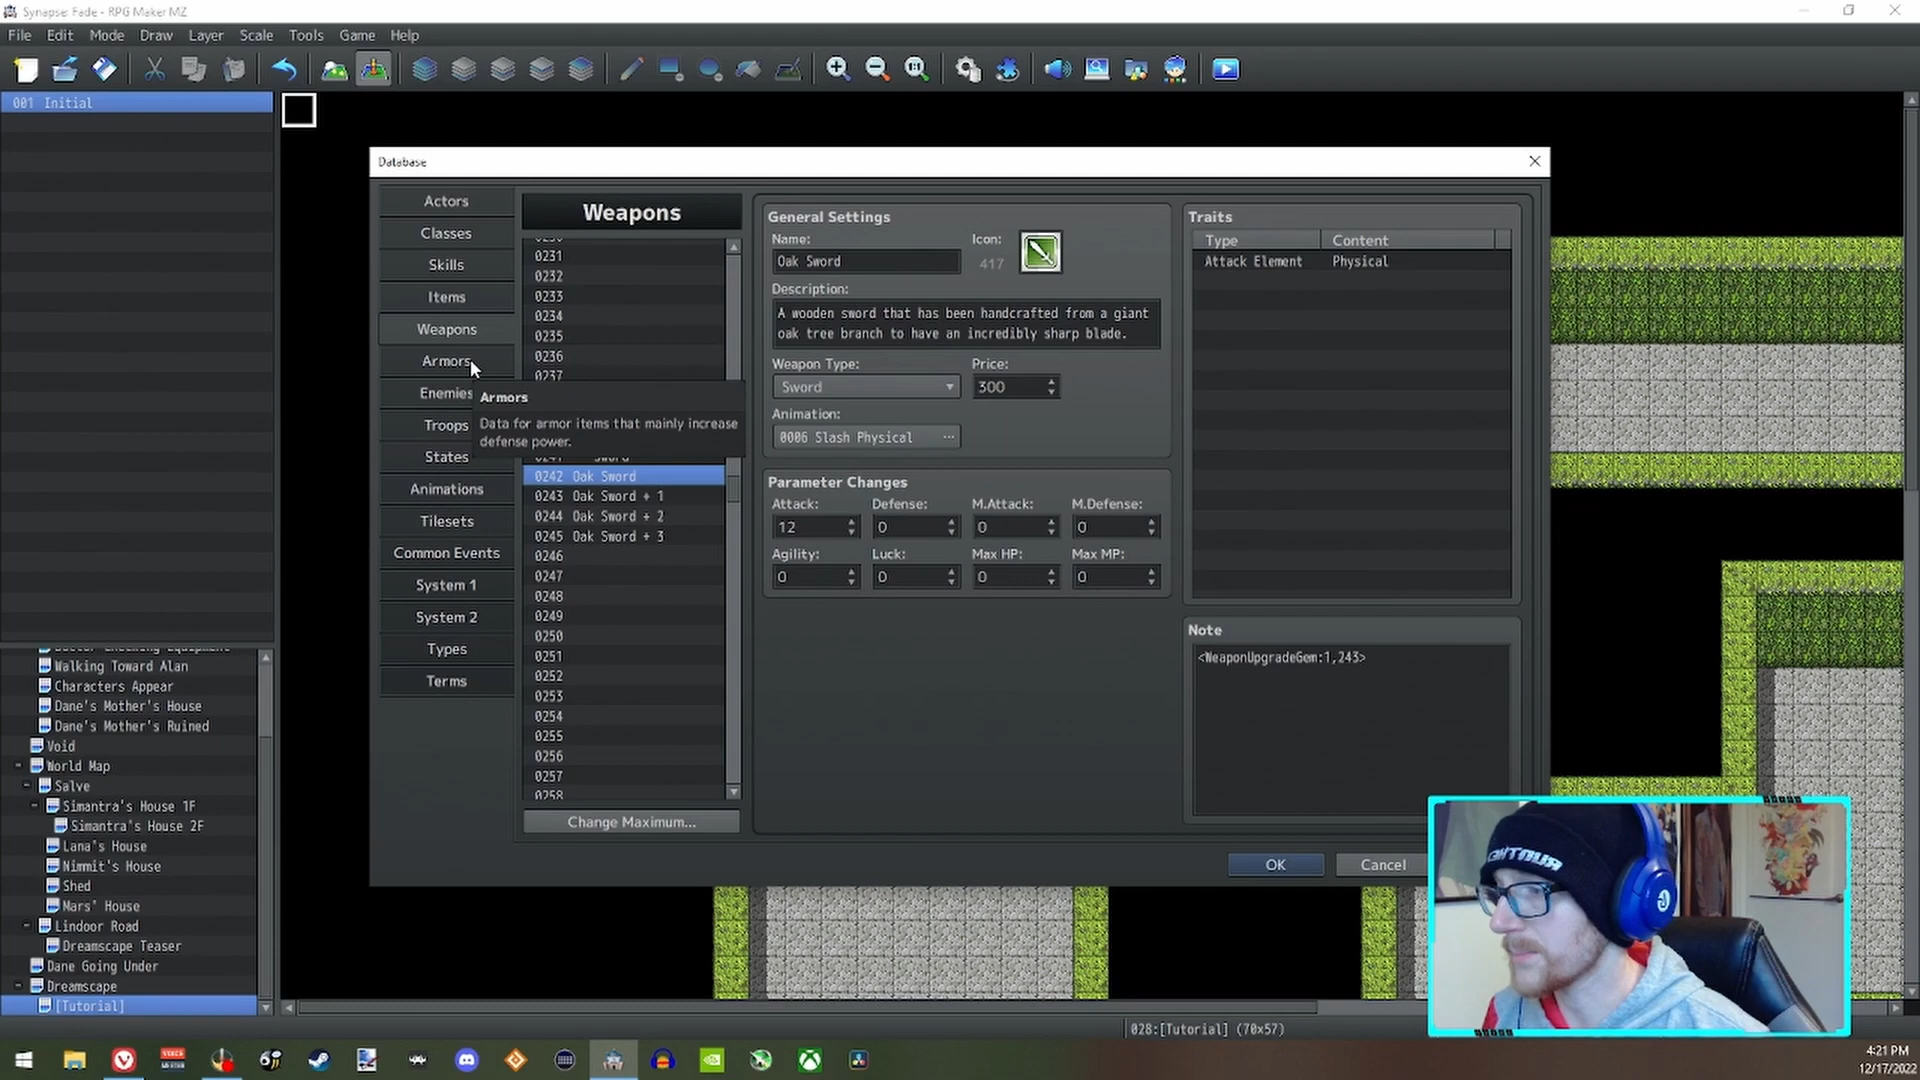 Synapse: Fade - RPG Maker MZ
File Edit Mode Draw Layer Scale Tools Game Help
001 Initial
Database
Actors
Classes
Skills
Items
Weapons
Armors
Enemies
Troops
States
Animations
Tilesets
Common Events
System 1
System 2
Types
Terms
Armors
Data for armor items that mainly increase
defense power.
Weapons
0231
0232
0233
0234
0235
0236
0237
0242 Oak Sword
0243 Oak Sword + 1
0244 Oak Sword + 2
0245 Oak Sword + 3
0246
0247
0248
0249
0250
0251
0252
0253
0254
0255
0256
0257
0258
Change Maximum...
General Settings
Name: Icon:
Oak Sword 417
Description:
A wooden sword that has been handcrafted from a giant
oak tree branch to have an incredibly sharp blade.
Weapon Type: Price:
Sword 300
Animation:
0006 Slash Physical ...
Parameter Changes
Attack: Defense: M.Attack: M.Defense:
12 0 0 0
Agility: Luck: Max HP: Max MP:
0 0 0 0
Traits
Type Content
Attack Element Physical
Note
<WeaponUpgradeGem:1,243>
OK Cancel
Walking Toward Alan
Characters Appear
Dane's Mother's House
Dane's Mother's Ruined
Void
World Map
Salve
Simantra's House 1F
Simantra's House 2F
Lana's House
Nimmit's House
Shed
Mars' House
Lindoor Road
Dreamscape Teaser
Dane Going Under
Dreamscape
[Tutorial]
028:[Tutorial] (70x57)
4:21 PM
12/17/2022